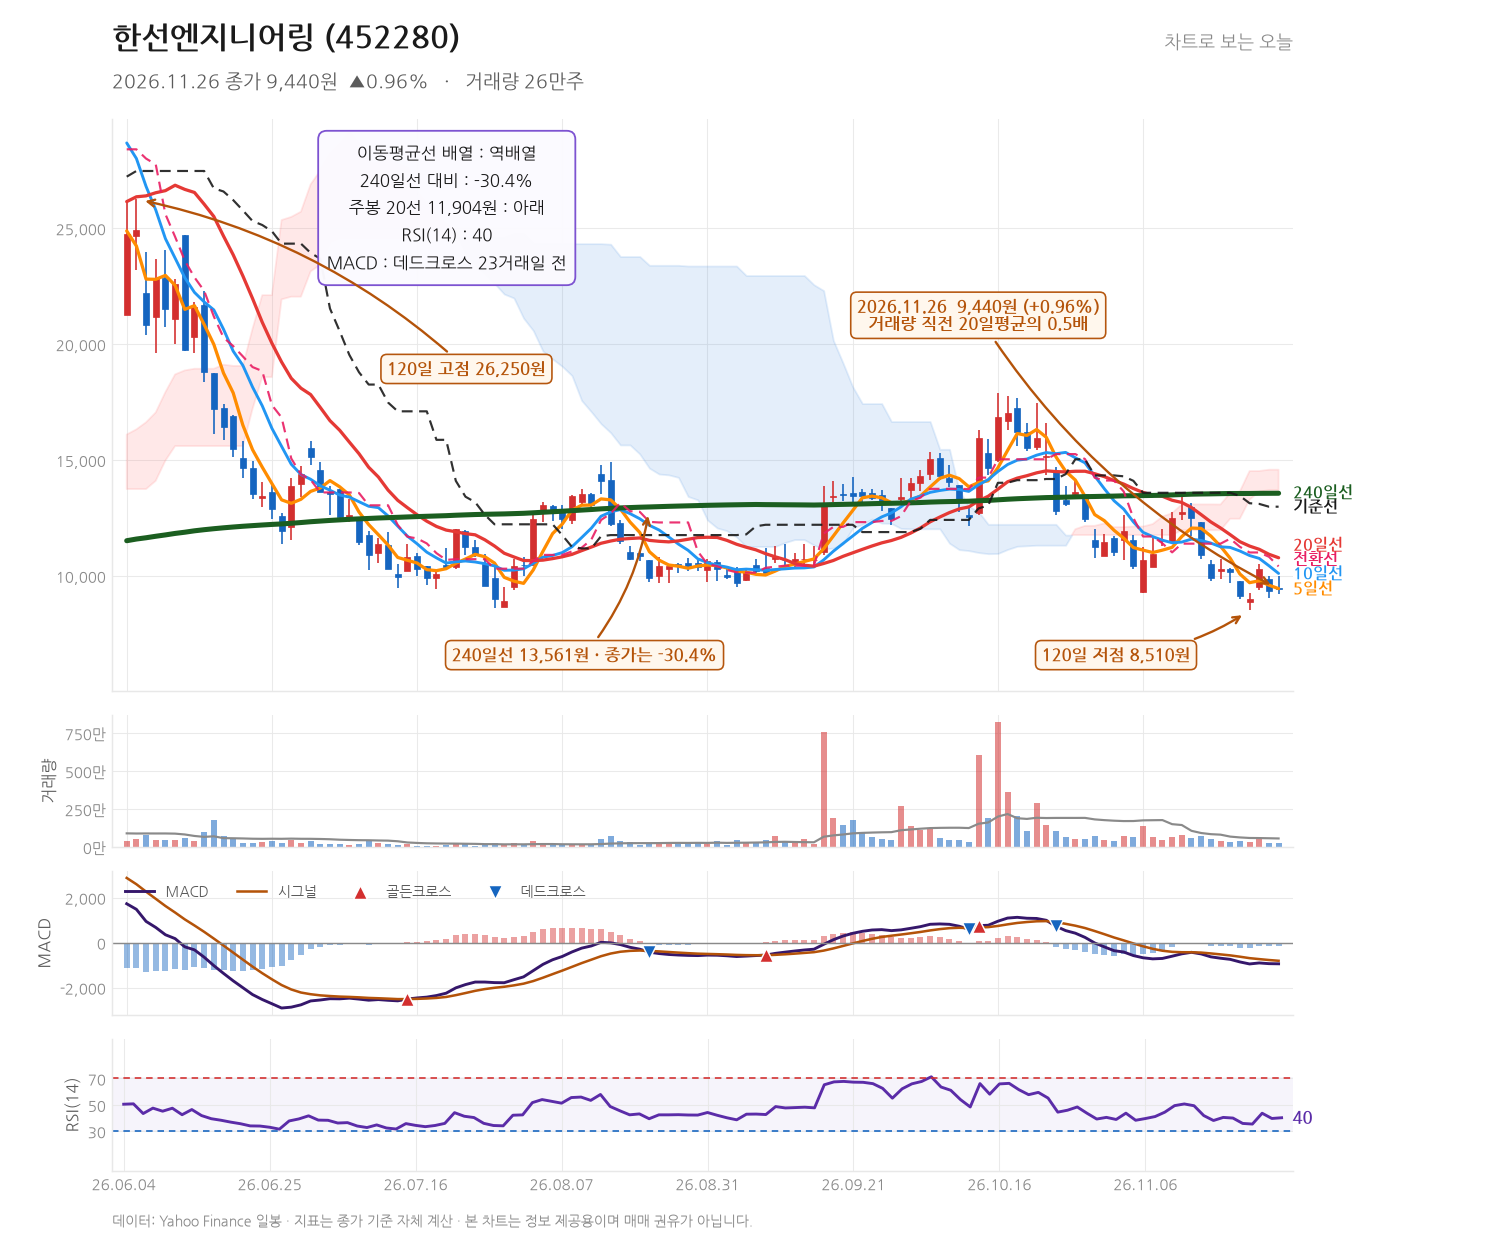 한선엔지니어링 (452280)
차트로 보는 오늘
2026.11.26 종가 9,440원 ▲0.96% · 거래량 26만주
이동평균선 배열 : 역배열
240일선 대비 : -30.4%
주봉 20선 11,904원 : 아래
RSI(14) : 40
MACD : 데드크로스 23거래일 전
25,000
20,000
15,000
10,000
120일 고점 26,250원
2026.11.26 9,440원 (+0.96%)
거래량 직전 20일평균의 0.5배
240일선 13,561원 · 종가는 -30.4%
120일 저점 8,510원
240일선
기준선
20일선
전환선
10일선
5일선
거래량
750만
500만
250만
0만
MACD
MACD
시그널
골든크로스
데드크로스
2,000
0
-2,000
RSI(14)
70
50
30
40
26.06.04
26.06.25
26.07.16
26.08.07
26.08.31
26.09.21
26.10.16
26.11.06
데이터: Yahoo Finance 일봉 · 지표는 종가 기준 자체 계산 · 본 차트는 정보 제공용이며 매매 권유가 아닙니다.